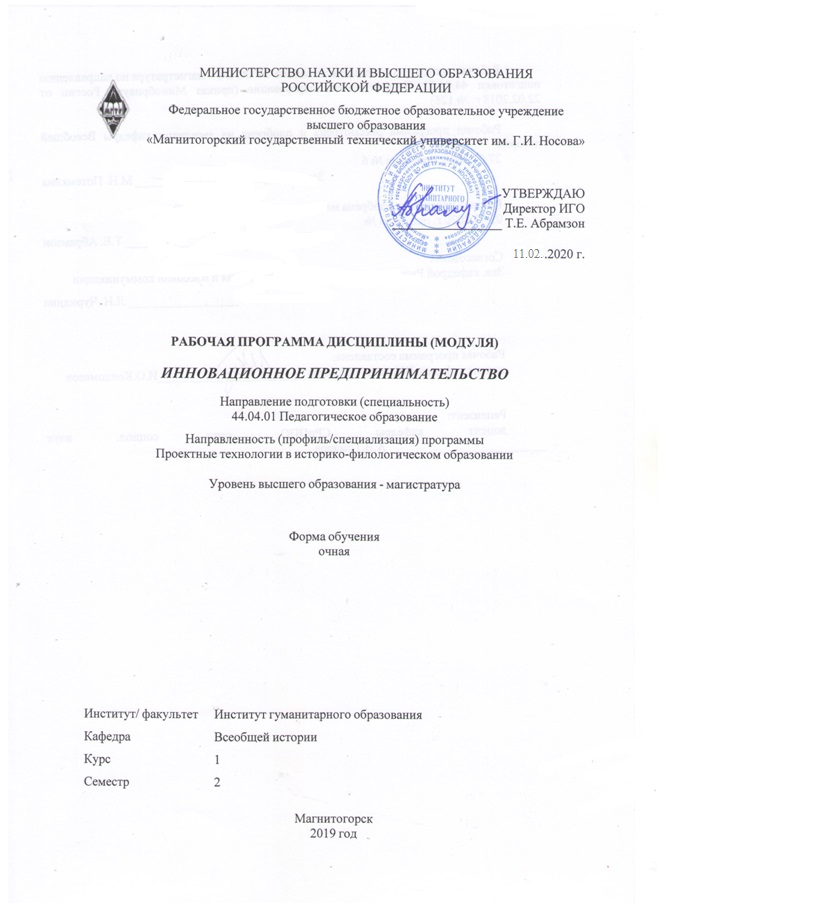 МИНИСТЕРСТВО НАУКИ И ВЫСШЕГО ОБРАЗОВАНИЯ
РОССИЙСКОЙ ФЕДЕРАЦИИ
Федеральное государственное бюджетное образовательное учреждение
высшего образования
«Магнитогорский государственный технический университет им. Г.И. Носова»
УТВЕРЖДАЮ
Директор ИГО
Т.Е. Абрамзон
11.02..2020 г.
ИНСТИТУТ
ГУМАНИТАРНОГО
ОБРАЗОВАНИЯ
РАБОЧАЯ ПРОГРАММА ДИСЦИПЛИНЫ (МОДУЛЯ)
ИННОВАЦИОННОЕ ПРЕДПРИНИМАТЕЛЬСТВО
Направление подготовки (специальность)
44.04.01 Педагогическое образование
Направленность (профиль/специализация) программы
Проектные технологии в историко-филологическом образовании
Уровень высшего образования - магистратура
Форма обучения
очная
Институт/ факультет Институт гуманитарного образования
Кафедра Всеобщей истории
Курс 1
Семестр 2
Магнитогорск
2019 год